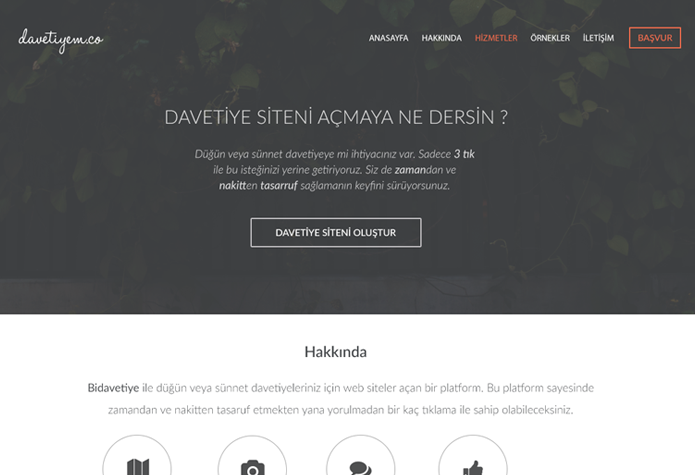 davetiyem.co
ANASAYFA HAKKINDA HİZMETLER ÖRNEKLER İLETİŞİM BAŞVUR
DAVETİYE SİTENİ AÇMAYA NE DERSİN ?
Düğün veya sünnet davetiyeye mi ihtiyacınız var. Sadece 3 tık
ile bu isteğinizi yerine getiriyoruz. Siz de zamandan ve
nakitten tasarruf sağlamanın keyfini sürüyorsunuz.
DAVETİYE SİTENİ OLUŞTUR
Hakkında
Bidavetiye ile düğün veya sünnet davetiyeleriniz için web siteler açan bir platform. Bu platform sayesinde
zamandan ve nakitten tasaruf etmekten yana yorulmadan bir kaç tıklama ile sahip olabileceksiniz.